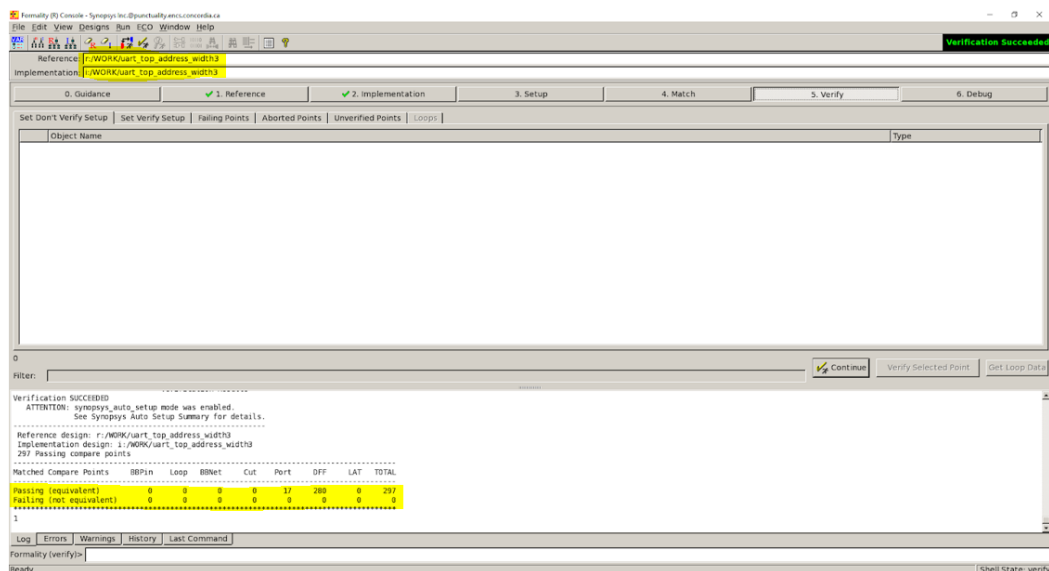 Formality (R) Console - Synopsys Inc.@punctuality.encs.concordia.ca
File Edit View Designs Run ECO Window Help
Verification Succeeded
Reference: r:/WORK/uart_top_address_width3
Implementation: i:/WORK/uart_top_address_width3
0. Guidance 1. Reference 2. Implementation 3. Setup 4. Match 5. Verify 6. Debug
Set Don't Verify Setup Set Verify Setup Failing Points Aborted Points Unverified Points Loops
Object Name Type
0
Continue Verify Selected Point Get Loop Data
Filter:
Verification SUCCEEDED
ATTENTION: synopsys_auto_setup mode was enabled.
See Synopsys Auto Setup Summary for details.
Reference design: r:/WORK/uart_top_address_width3
Implementation design: i:/WORK/uart_top_address_width3
297 Passing compare points
Matched Compare Points BBPin Loop BBNet Cut Port DFF LAT TOTAL
Passing (equivalent) 0 0 0 0 17 280 0 297
Failing (not equivalent) 0 0 0 0 0 0 0 0
1
Log Errors Warnings History Last Command
Formality (verify)>
Ready Shell State: verify